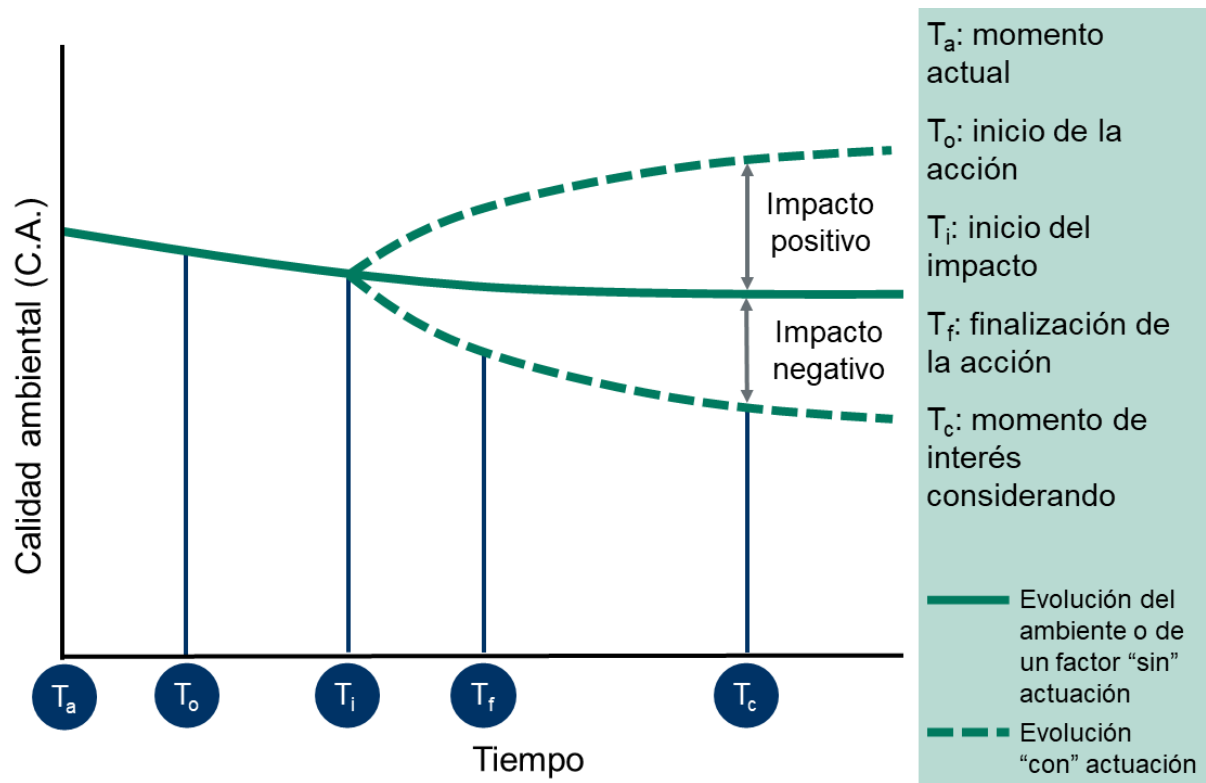 Calidad ambiental (C.A.)
Impacto
positivo
Impacto
negativo
Ta
To
Ti
Tf
Tc
Tiempo
Ta: momento
actual
To: inicio de la
acción
Ti: inicio del
impacto
Tf: finalización de
la acción
Tc: momento de
interés
considerando
Evolución del
ambiente o de
un factor “sin”
actuación
Evolución
“con” actuación